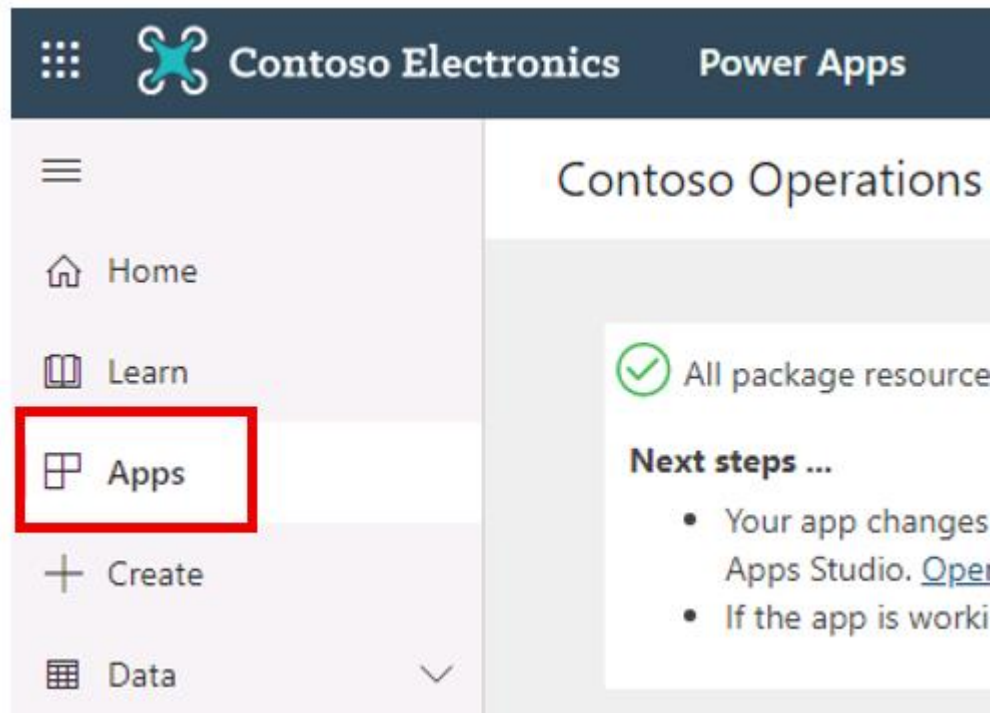 Contoso Electronics Power Apps
Contoso Operations
Home
Learn
Apps
Create
Data
All package resource
Next steps ...
Your app changes
Apps Studio.
If the app is